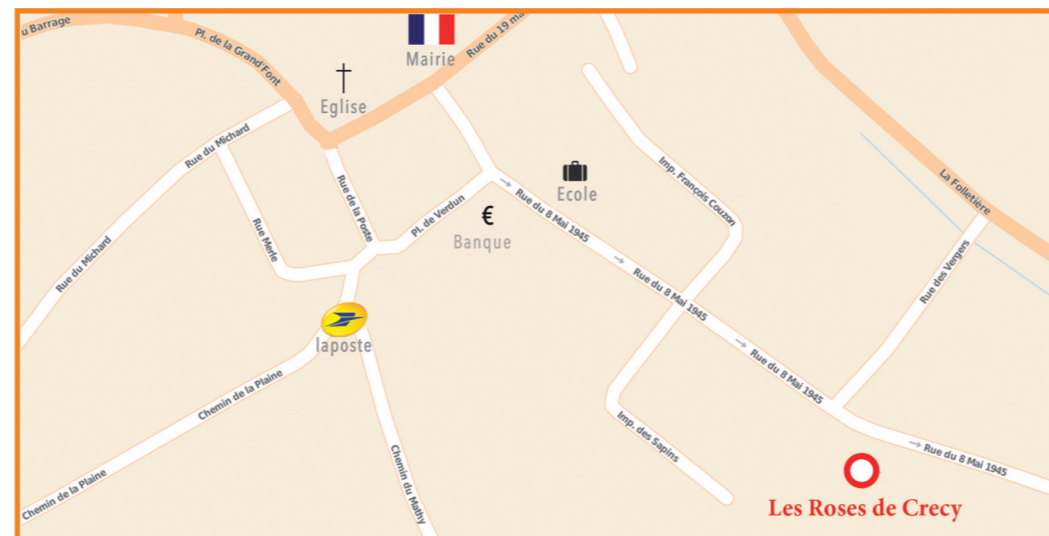 u Barrage
Pl. de la Grand Font
Mairie
Rue du 19 ma
Eglise
Rue du Michard
Rue du Michard
Rue Merle
Rue de la Poste
Pl. de Verdun
€
Banque
Ecole
Imp. François Couzon
→ Rue du 8 Mai 1945
→ Rue du 8 Mai 1945
→ Rue du 8 Mai 1945
→ Rue du 8 Mai 1945
La Folletière
Rue des Vergers
laposte
Chemin de la Plaine
Chemin de la Plaine
Chemin du Mathy
Imp. des Sapins
Les Roses de Crecy